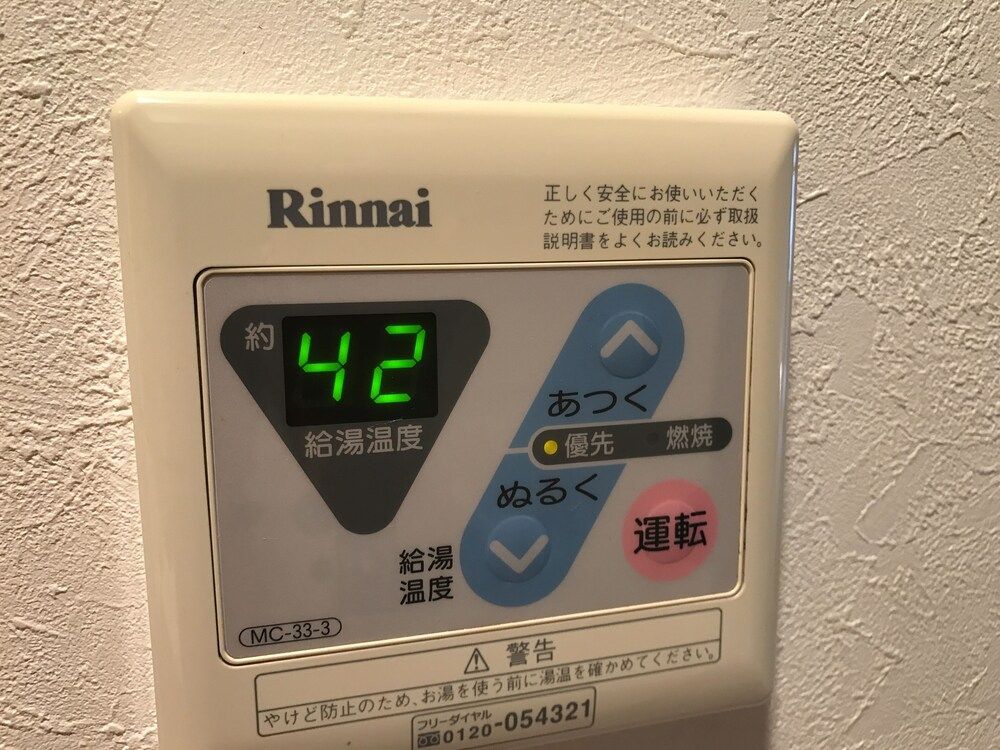 Rinnai
正しく安全にお使いいただく
ためにご使用の前に必ず取扱
説明書をよくお読みください。
約 42
給湯温度
あつく
優先 燃焼
ぬるく
運転
給湯
温度
MC-33-3
⚠ 警告
やけど防止のため、お湯を使う前に湯温を確かめてください。
フリーダイヤル
0120-054321